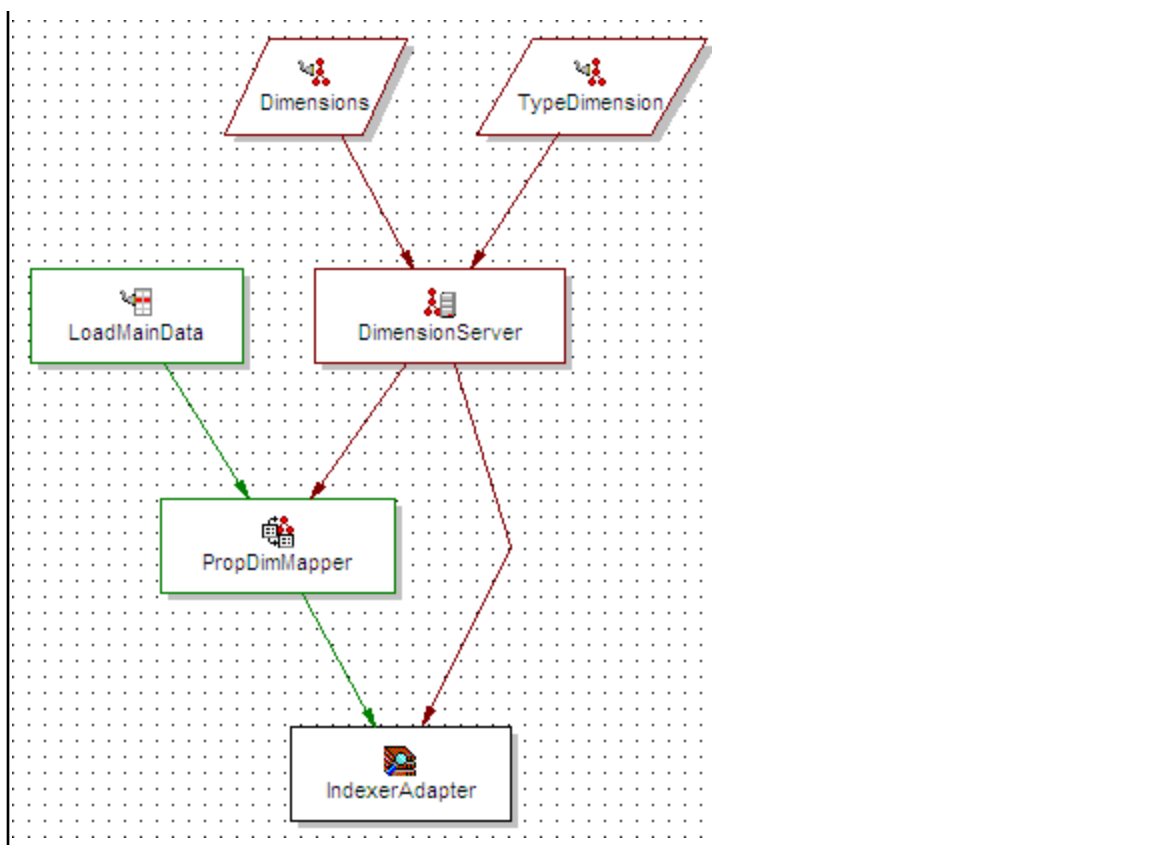 Dimensions
TypeDimension
LoadMainData
DimensionServer
PropDimMapper
IndexerAdapter